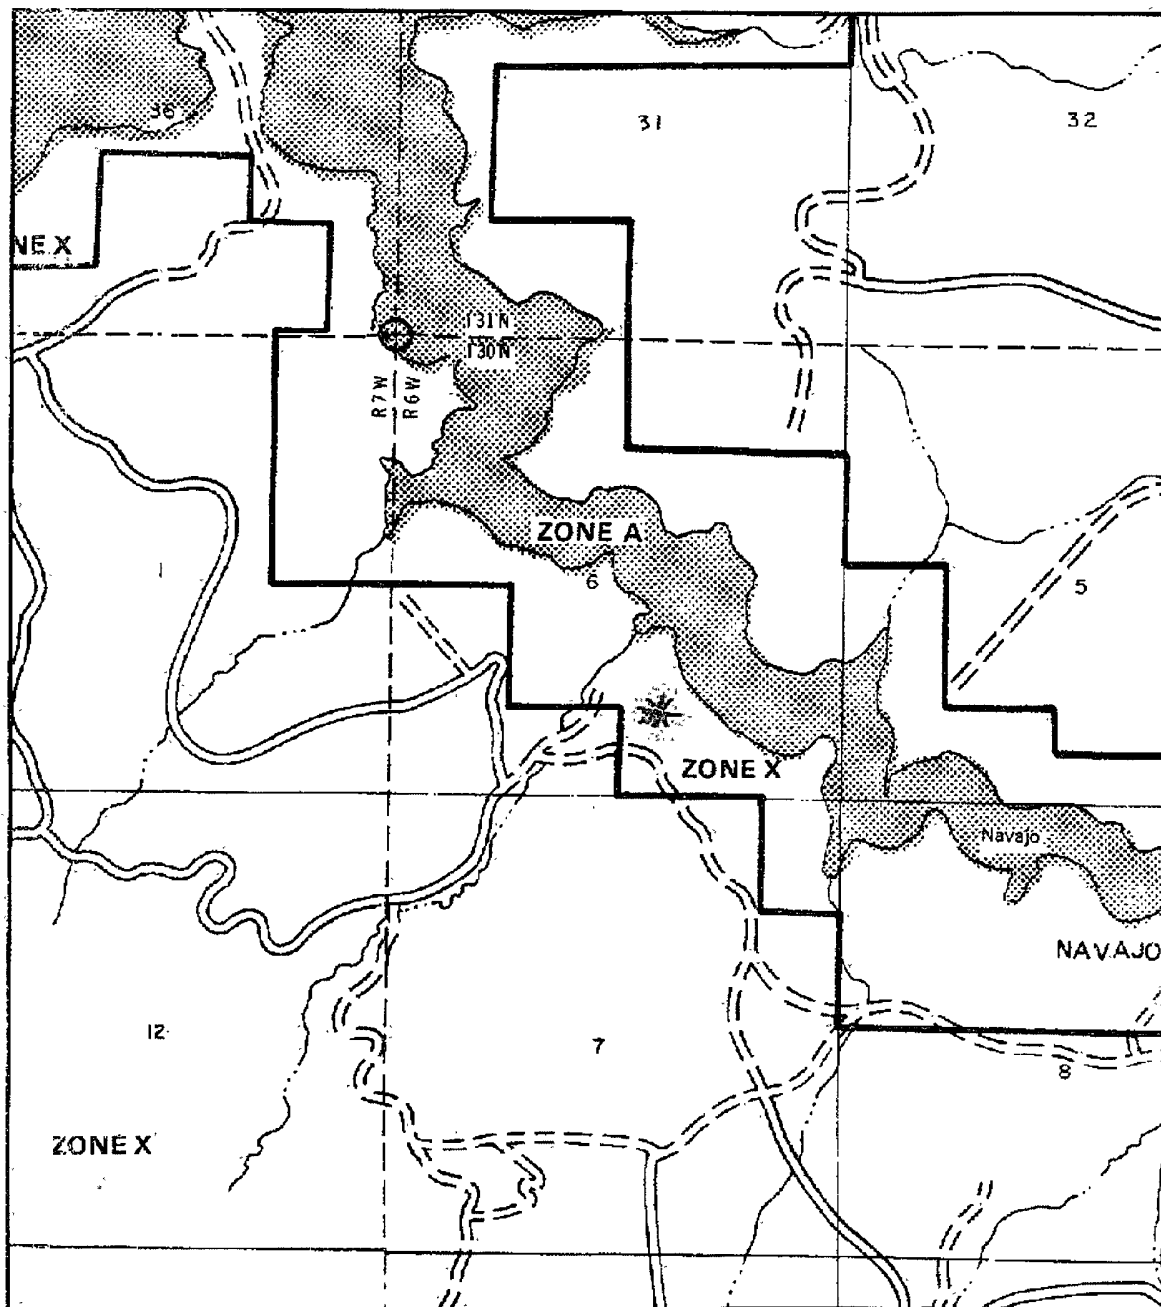 36
31
32
NE X
T31N
T30N
R7W
R6W
ZONE A
6
1
5
ZONE X
Navajo
NAVAJO
12
7
8
ZONE X